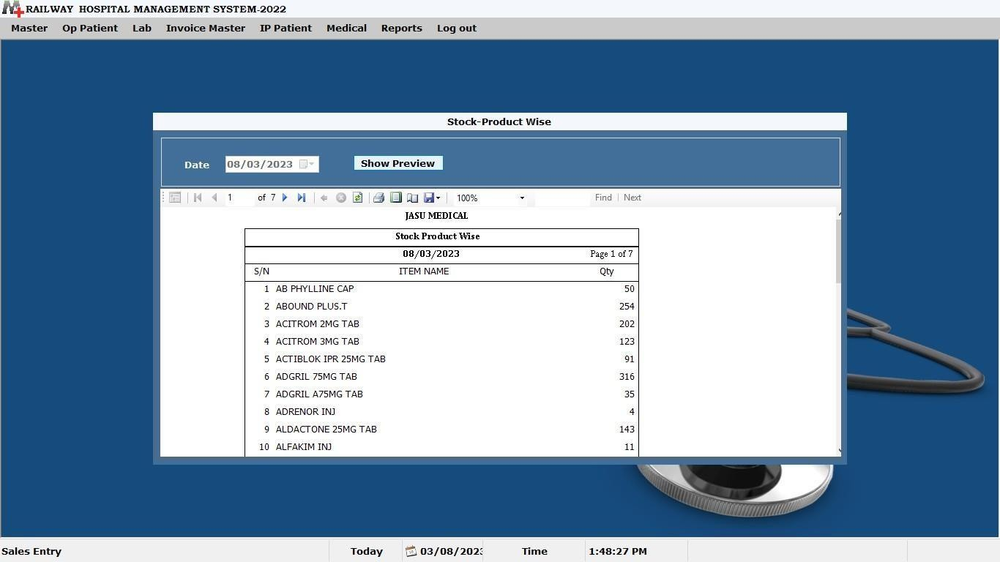 RAILWAY HOSPITAL MANAGEMENT SYSTEM-2022
Master Op Patient Lab Invoice Master IP Patient Medical Reports Log out
Stock-Product Wise
Date 08/03/2023 Show Preview
1 of 7 100% Find Next
JASU MEDICAL
Stock Product Wise
08/03/2023 Page 1 of 7
S/N ITEM NAME Qty
1 AB PHYLLINE CAP 50
2 ABOUND PLUS.T 254
3 ACITROM 2MG TAB 202
4 ACITROM 3MG TAB 123
5 ACTIBLOK IPR 25MG TAB 91
6 ADGRIL 75MG TAB 316
7 ADGRIL A75MG TAB 35
8 ADRENOR INJ 4
9 ALDACTONE 25MG TAB 143
10 ALFAKIM INJ 11
Sales Entry Today 03/08/2023 Time 1:48:27 PM